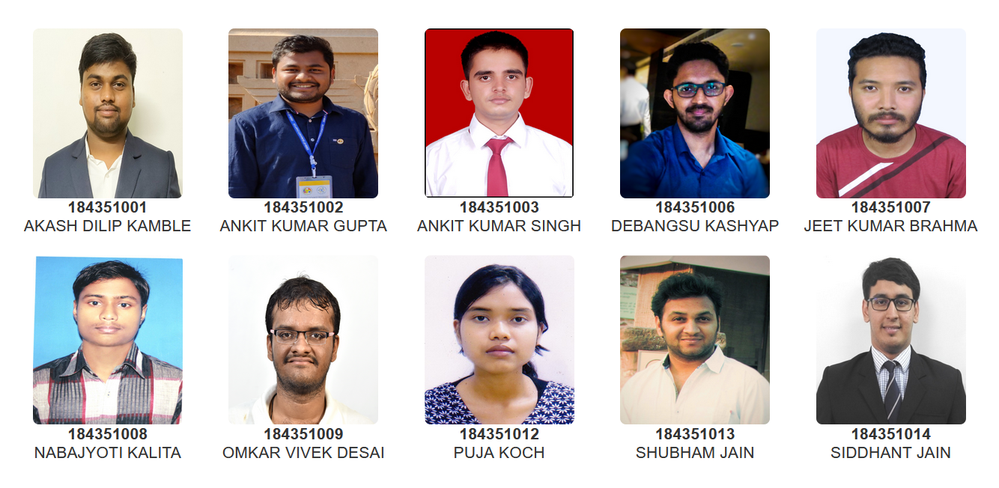 184351001
AKASH DILIP KAMBLE
184351002
ANKIT KUMAR GUPTA
184351003
ANKIT KUMAR SINGH
184351006
DEBANGSU KASHYAP
184351007
JEET KUMAR BRAHMA
184351008
NABAJYOTI KALITA
184351009
OMKAR VIVEK DESAI
184351012
PUJA KOCH
184351013
SHUBHAM JAIN
184351014
SIDDHANT JAIN